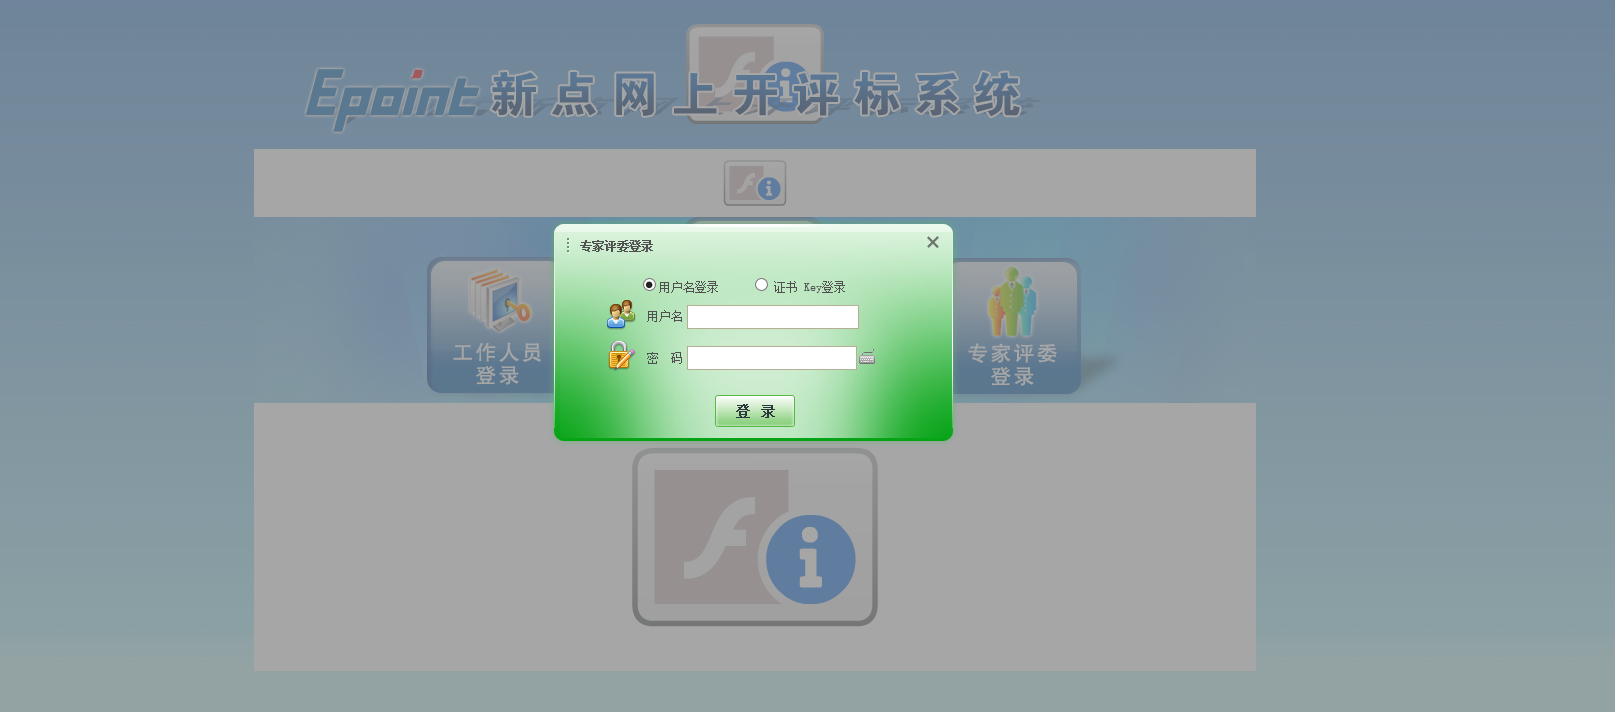 Epoint 新点网上开评标系统
专家评委登录
用户名登录 证书 Key登录
用户名
密 码
登 录
工作人员
登录
专家评委
登录